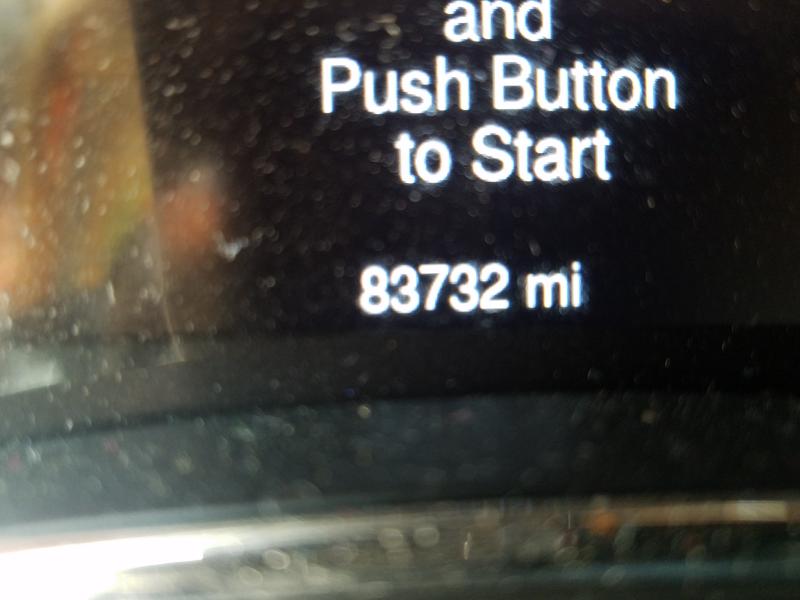 and
Push Button
to Start
83732 mi